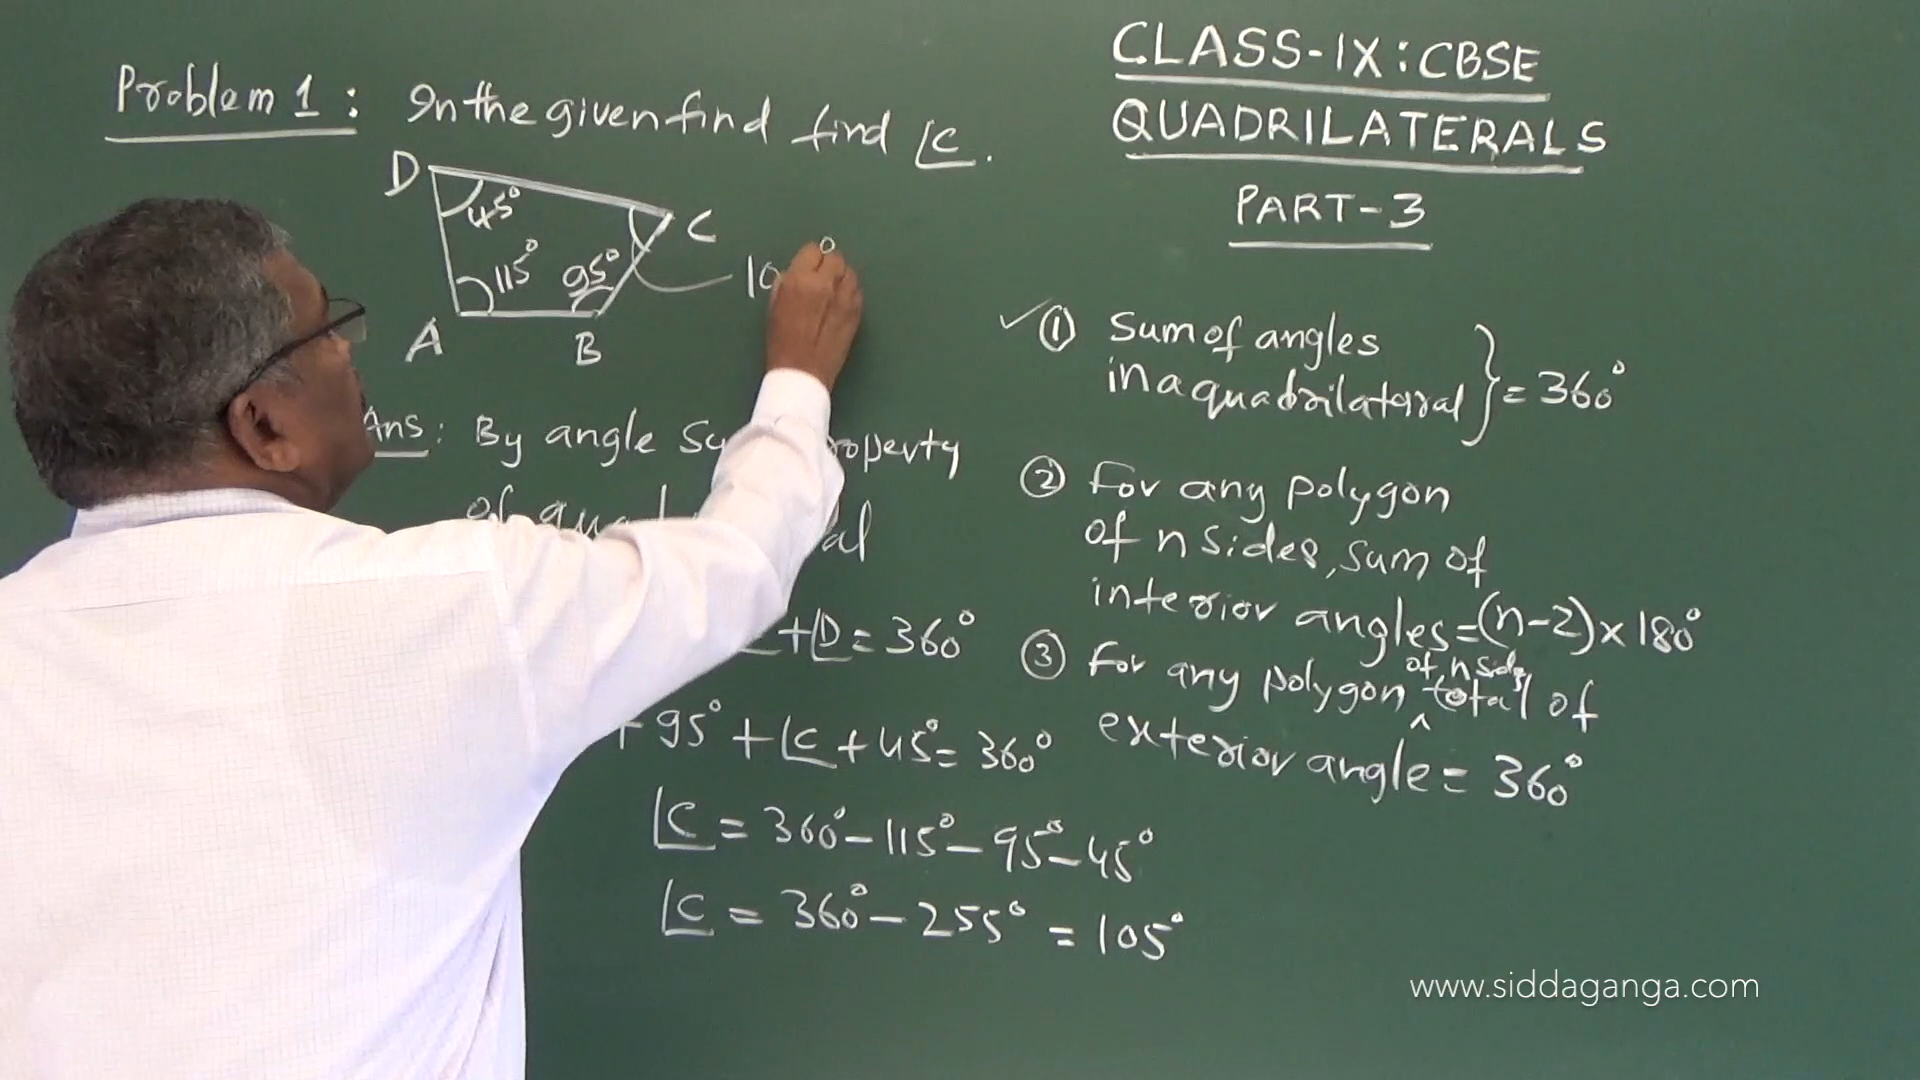 CLASS-IX:CBSE
QUADRILATERALS
PART-3
Problem 1: In the given find find ∠C.
D
45°
C
115°
95°
10 °
A
B
Ans: By angle property
of
+∠D=360°
+95°+∠C+45°=360°
∠C=360°-115°-95°-45°
∠C=360°-255°=105°
① Sum of angles
in a quadrilateral } = 360°
② For any polygon
of n sides, sum of
interior angles=(n-2)×180°
③ For any polygon of n sides total of
exterior angle=360°
www.siddaganga.com